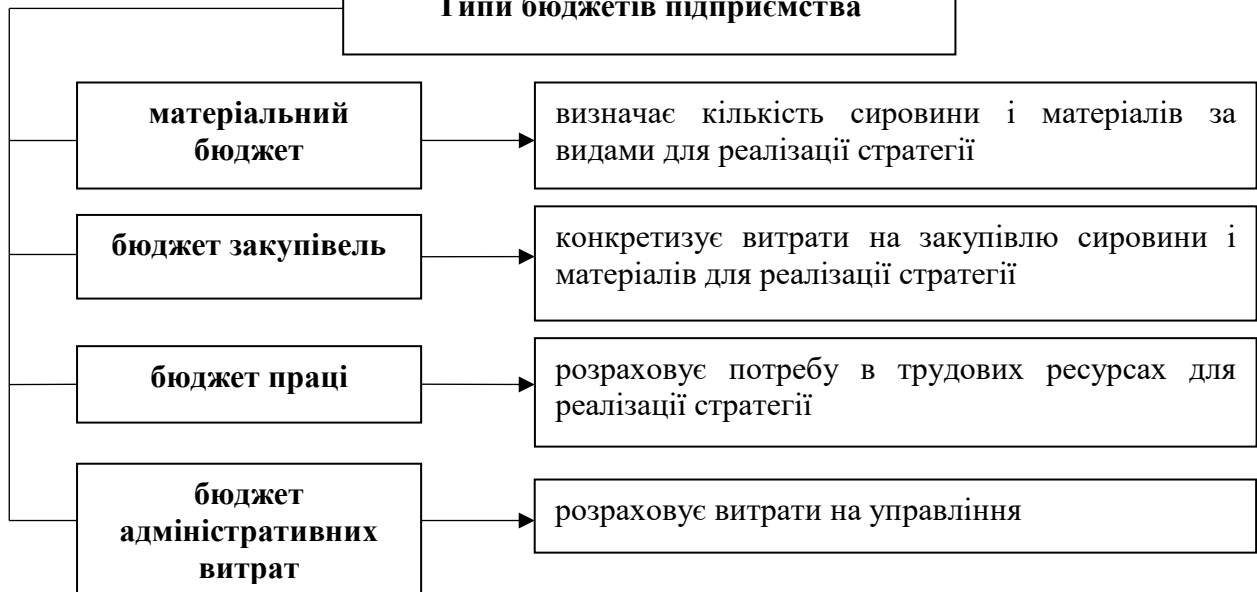 Типи бюджетів підприємства
матеріальний
бюджет
визначає кількість сировини і матеріалів за
видами для реалізації стратегії
бюджет закупівель
конкретизує витрати на закупівлю сировини і
матеріалів для реалізації стратегії
бюджет праці
розраховує потребу в трудових ресурсах для
реалізації стратегії
бюджет
адміністративних
витрат
розраховує витрати на управління